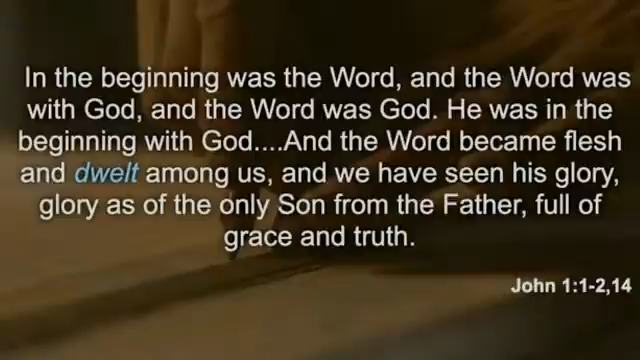 In the beginning was the Word, and the Word was
with God, and the Word was God. He was in the
beginning with God....And the Word became flesh
and dwelt among us, and we have seen his glory,
glory as of the only Son from the Father, full of
grace and truth.
John 1:1-2,14